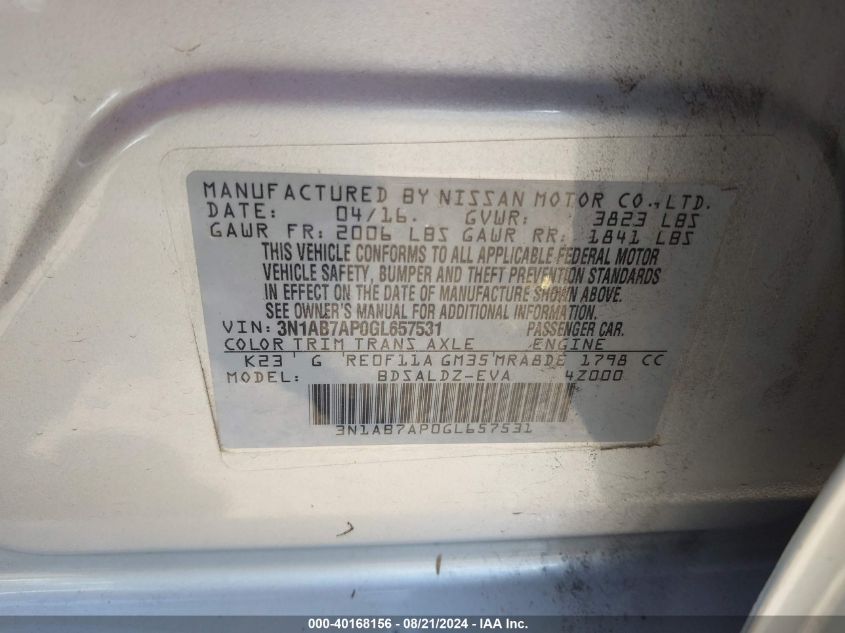 MANUFACTURED BY NISSAN MOTOR CO.,LTD.
DATE: 04/16. GVWR: 3823 LBS
GAWR FR: 2006 LBS GAWR RR: 1841 LBS
THIS VEHICLE CONFORMS TO ALL APPLICABLE FEDERAL MOTOR
VEHICLE SAFETY, BUMPER AND THEFT PREVENTION STANDARDS
IN EFFECT ON THE DATE OF MANUFACTURE SHOWN ABOVE.
SEE OWNER'S MANUAL FOR ADDITIONAL INFORMATION.
VIN: 3N1AB7AP0GL657531 PASSENGER CAR.
COLOR TRIM TRANS AXLE ENGINE
K23 G RE0F11A GM35 MRA8DE 1798 CC
MODEL: BDSALDZ-EVA 4Z000
3N1AB7AP0GL657531
000-40168156 - 08/21/2024 - COPYRIGHT IAA, Inc.